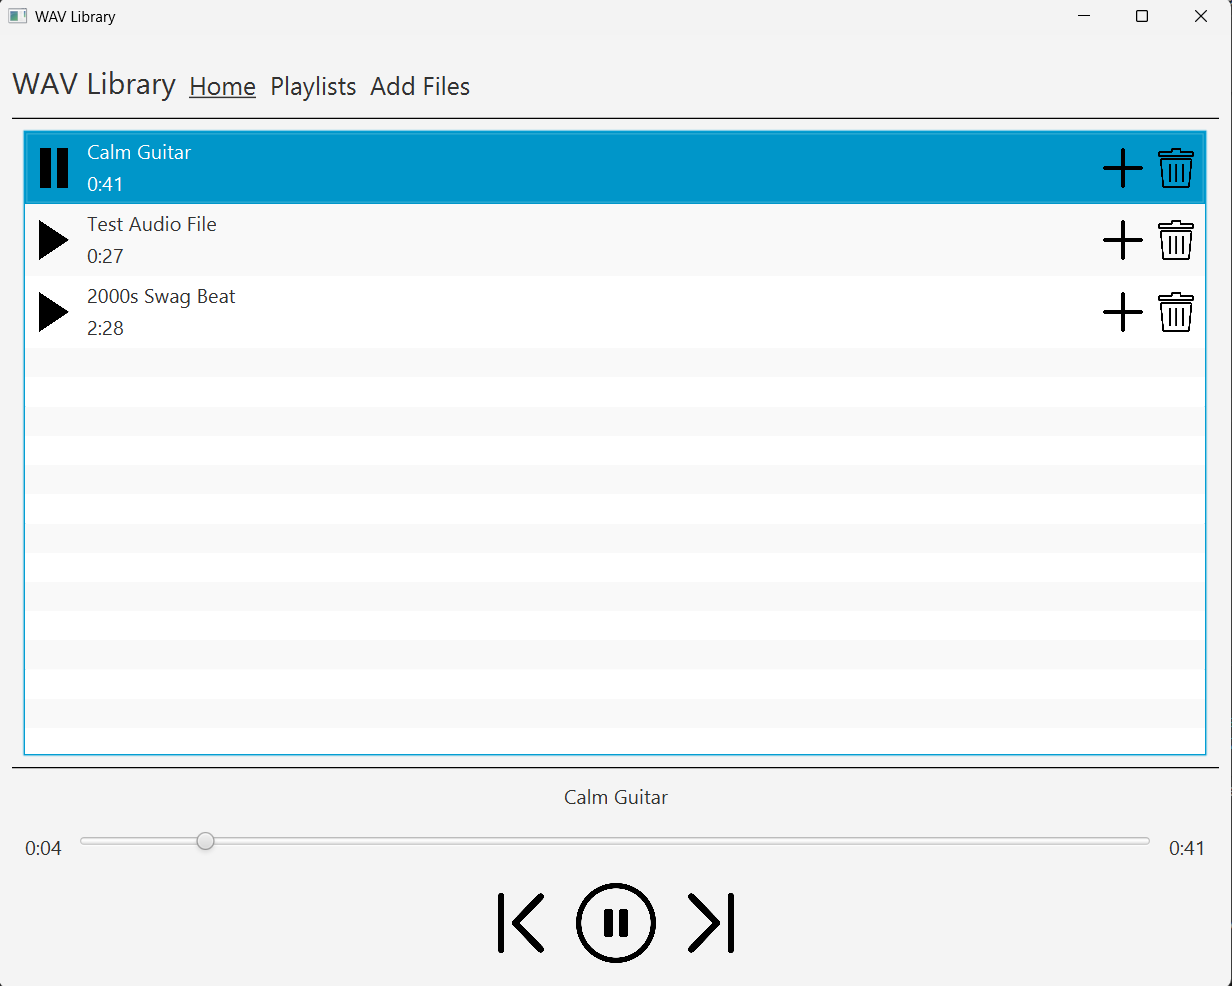 WAV Library
WAV Library Home Playlists Add Files
Calm Guitar
0:41
Test Audio File
0:27
2000s Swag Beat
2:28
Calm Guitar
0:04 0:41